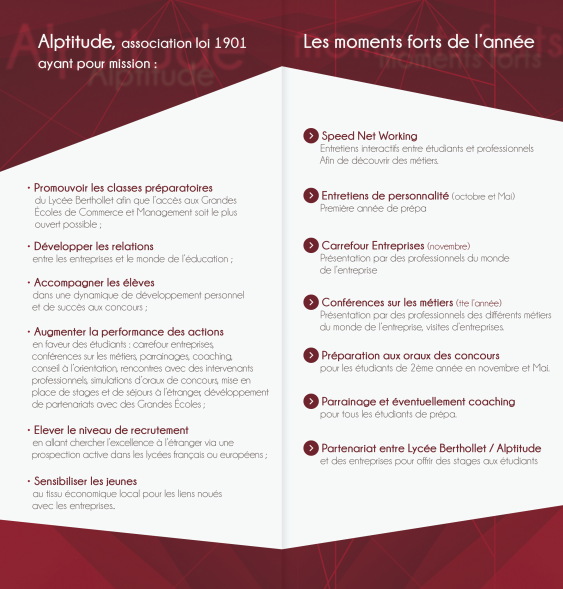 Alptitude, association loi 1901
ayant pour mission :
• Promouvoir les classes préparatoires
du Lycée Berthollet afin que l'accès aux Grandes
Écoles de Commerce et Management soit le plus
ouvert possible ;
• Développer les relations
entre les entreprises et le monde de l'éducation ;
• Accompagner les élèves
dans une dynamique de développement personnel
et de succès aux concours ;
• Augmenter la performance des actions
en faveur des étudiants : carrefour entreprises,
conférences sur les métiers, parrainages, coaching,
conseil à l'orientation, rencontres avec des intervenants
professionnels, simulations d'oraux de concours, mise en
place de stages et de séjours à l'étranger, développement
de partenariats avec des Grandes Écoles ;
• Elever le niveau de recrutement
en allant chercher l'excellence à l'étranger via une
prospection active dans les lycées français ou européens ;
• Sensibiliser les jeunes
au tissu économique local pour les liens noués
avec les entreprises..
Les moments forts de l'année
Speed Net Working
Entretiens interactifs entre étudiants et professionnels
Afin de découvrir des métiers.
Entretiens de personnalité (octobre et Mai)
Première année de prépa
Carrefour Entreprises (novembre)
Présentation par des professionnels du monde
de l'entreprise
Conférences sur les métiers (tte l'année)
Présentation par des professionnels des différents métiers
du monde de l'entreprise, visites d'entreprises.
Préparation aux oraux des concours
pour les étudiants de 2ème année en novembre et Mai.
Parrainage et éventuellement coaching
pour tous les étudiants de prépa.
Partenariat entre Lycée Berthollet / Alptitude
et des entreprises pour offrir des stages aux étudiants
Alptitude
Alptitude
moments forts
moments forts